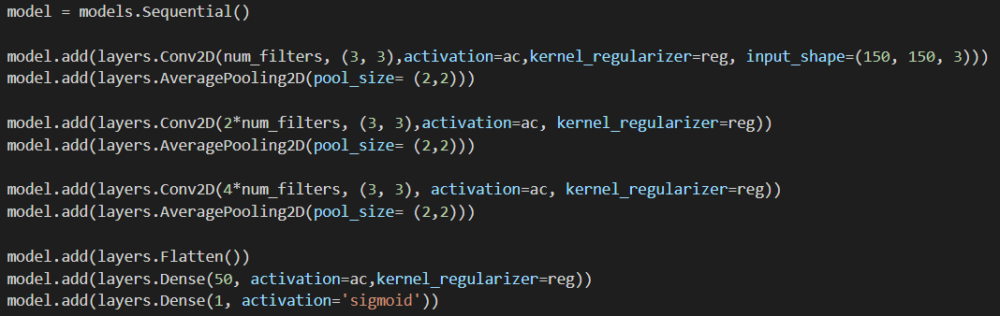 model = models.Sequential()
model.add(layers.Conv2D(num_filters, (3, 3),activation=ac,kernel_regularizer=reg, input_shape=(150, 150, 3)))
model.add(layers.AveragePooling2D(pool_size= (2,2)))
model.add(layers.Conv2D(2*num_filters, (3, 3),activation=ac, kernel_regularizer=reg))
model.add(layers.AveragePooling2D(pool_size= (2,2)))
model.add(layers.Conv2D(4*num_filters, (3, 3), activation=ac, kernel_regularizer=reg))
model.add(layers.AveragePooling2D(pool_size= (2,2)))
model.add(layers.Flatten())
model.add(layers.Dense(50, activation=ac,kernel_regularizer=reg))
model.add(layers.Dense(1, activation='sigmoid'))